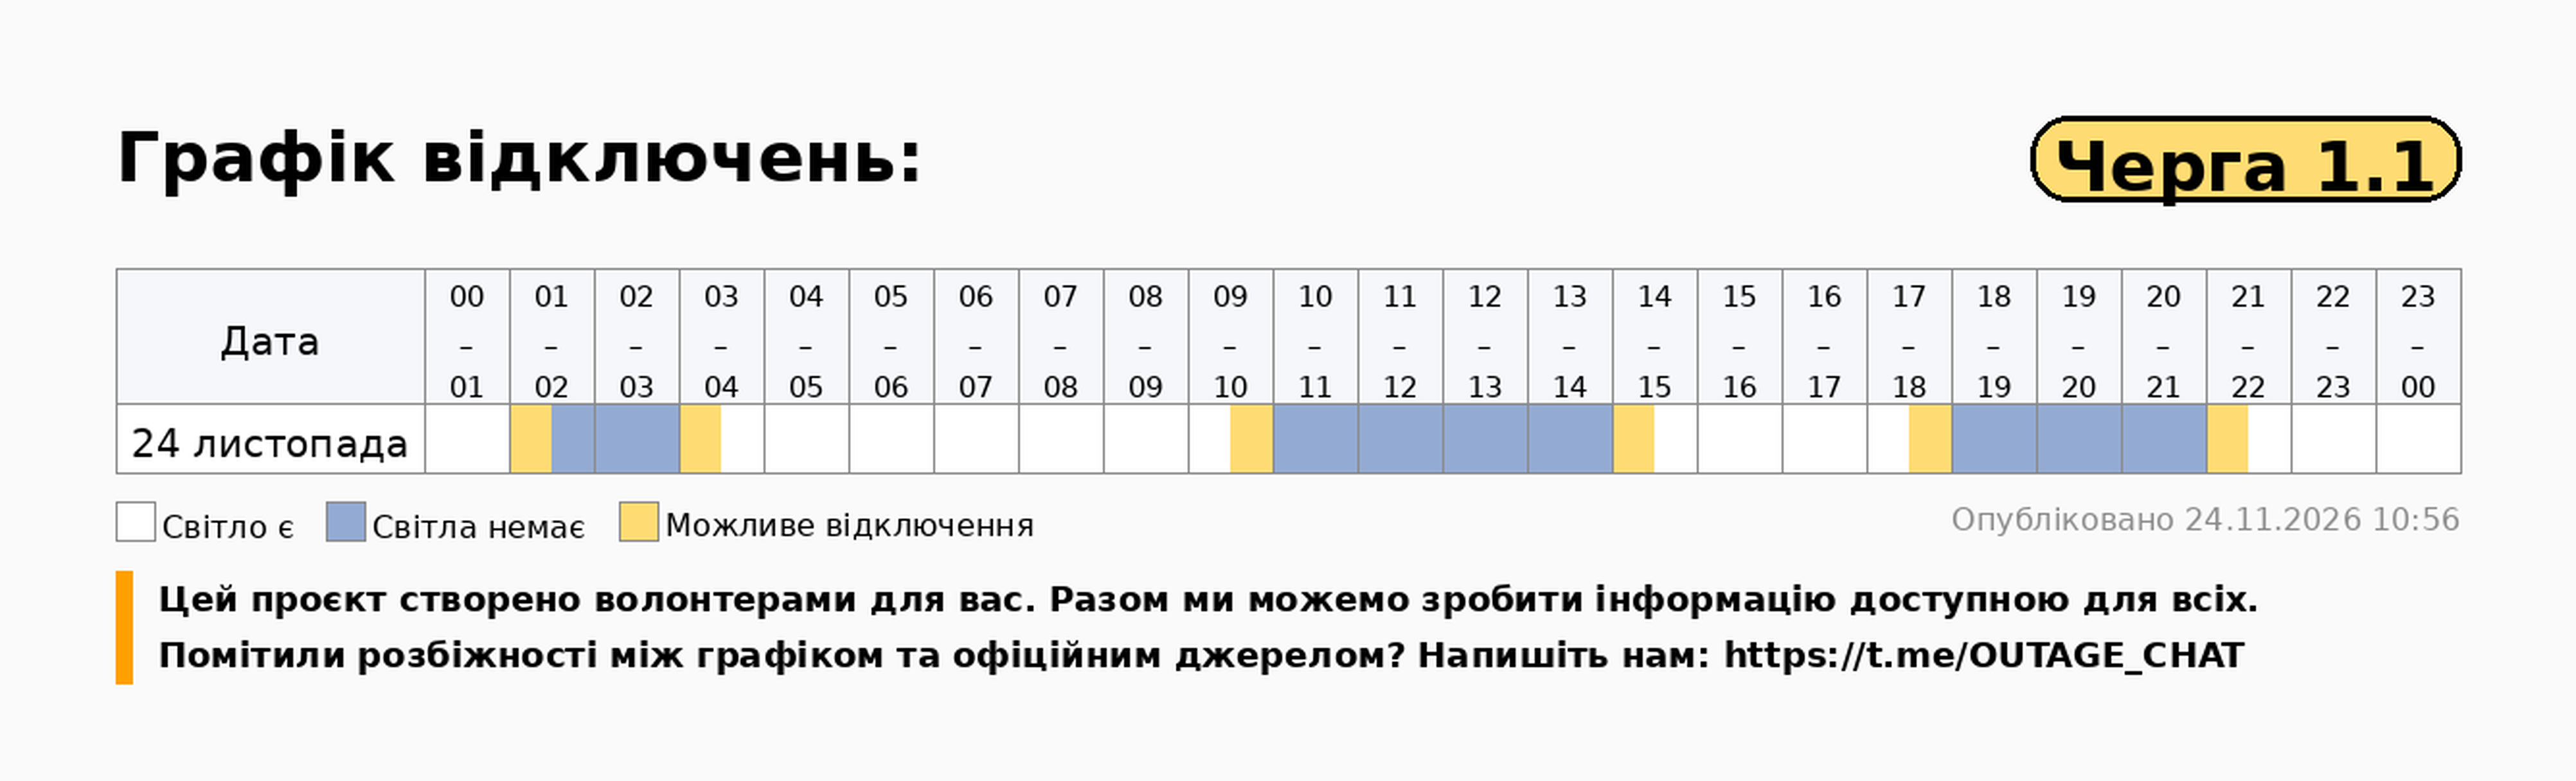 Графік відключень:
Черга 1.1
Дата 00 – 01 01 – 02 02 – 03 03 – 04 04 – 05 05 – 06 06 – 07 07 – 08 08 – 09 09 – 10 10 – 11 11 – 12 12 – 13 13 – 14 14 – 15 15 – 16 16 – 17 17 – 18 18 – 19 19 – 20 20 – 21 21 – 22 22 – 23 23 – 00
24 листопада
Світло є Світла немає Можливе відключення
Опубліковано 24.11.2026 10:56
Цей проєкт створено волонтерами для вас. Разом ми можемо зробити інформацію доступною для всіх.
Помітили розбіжності між графіком та офіційним джерелом? Напишіть нам: https://t.me/OUTAGE_CHAT